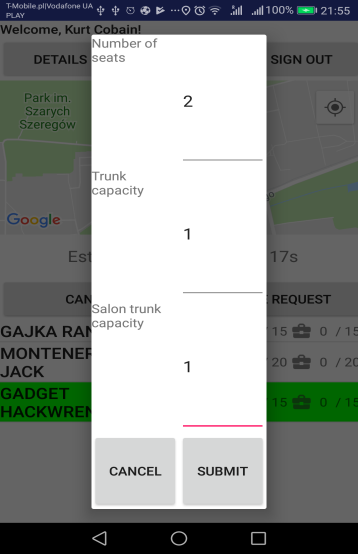 T-Mobile.pl|Vodafone UA
PLAY
100%
21:55
Welcome, Kurt Cobain!
DETAILS
SIGN OUT
Number of
seats
2
Park im.
Szarych
Szeregów
Trunk
capacity
1
Google
Est
17s
CAN
REQUEST
Salon trunk
capacity
1
GAJKA RAN
15 0 / 15
MONTENER
JACK
20 0 / 20
GADGET
HACKWREN
15 0 / 15
CANCEL
SUBMIT